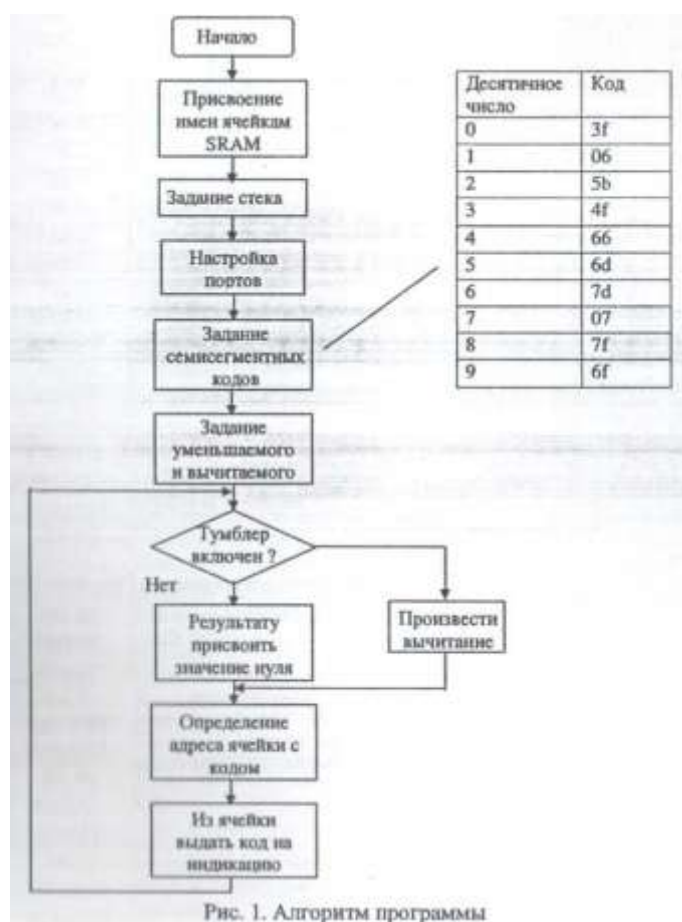 Начало
Присвоение
имен ячейкам
SRAM
Задание стека
Настройка
портов
Задание
семисегментных
кодов
Задание
уменьшаемого
и вычитаемого
Тумблер
включен ?
Нет
Результату
присвоить
значение нуля
Произвести
вычитание
Определение
адреса ячейки с
кодом
Из ячейки
выдать код на
индикацию
Десятичное Код
число
0 3f
1 06
2 5b
3 4f
4 66
5 6d
6 7d
7 07
8 7f
9 6f
Рис. 1. Алгоритм программы